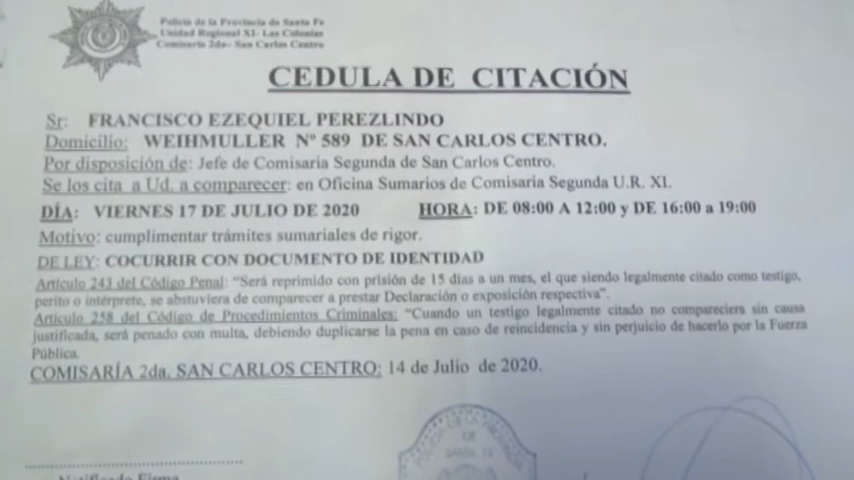 Policía de la Provincia de Santa Fe
Unidad Regional XI- Las Colonias
Comisaría 2da- San Carlos Centro
CEDULA DE CITACIÓN
Sr: FRANCISCO EZEQUIEL PEREZLINDO
Domicilio: WEIHMULLER Nº 589 DE SAN CARLOS CENTRO.
Por disposición de: Jefe de Comisaria Segunda de San Carlos Centro.
Se los cita a Ud. a comparecer: en Oficina Sumarios de Comisaria Segunda U.R. XI.
DÍA: VIERNES 17 DE JULIO DE 2020 HORA: DE 08:00 A 12:00 y DE 16:00 a 19:00
Motivo: cumplimentar trámites sumariales de rigor.
DE LEY: COCURRIR CON DOCUMENTO DE IDENTIDAD
Artículo 243 del Código Penal: “Será reprimido con prisión de 15 días a un mes, el que siendo legalmente citado como testigo,
perito o intérprete, se abstuviera de comparecer a prestar Declaración o exposición respectiva”.
Artículo 258 del Código de Procedimientos Criminales: “Cuando un testigo legalmente citado no compareciera sin causa
justificada, será penado con multa, debiendo duplicarse la pena en caso de reincidencia y sin perjuicio de hacerlo por la Fuerza
Pública.
COMISARÍA 2da. SAN CARLOS CENTRO: 14 de Julio de 2020.
Notificado Firma